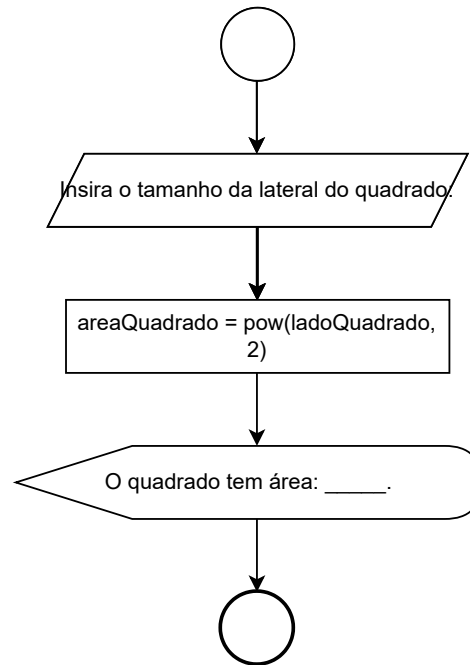 Insira o tamanho da lateral do quadrado.
areaQuadrado = pow(ladoQuadrado,
2)
O quadrado tem área: _____.